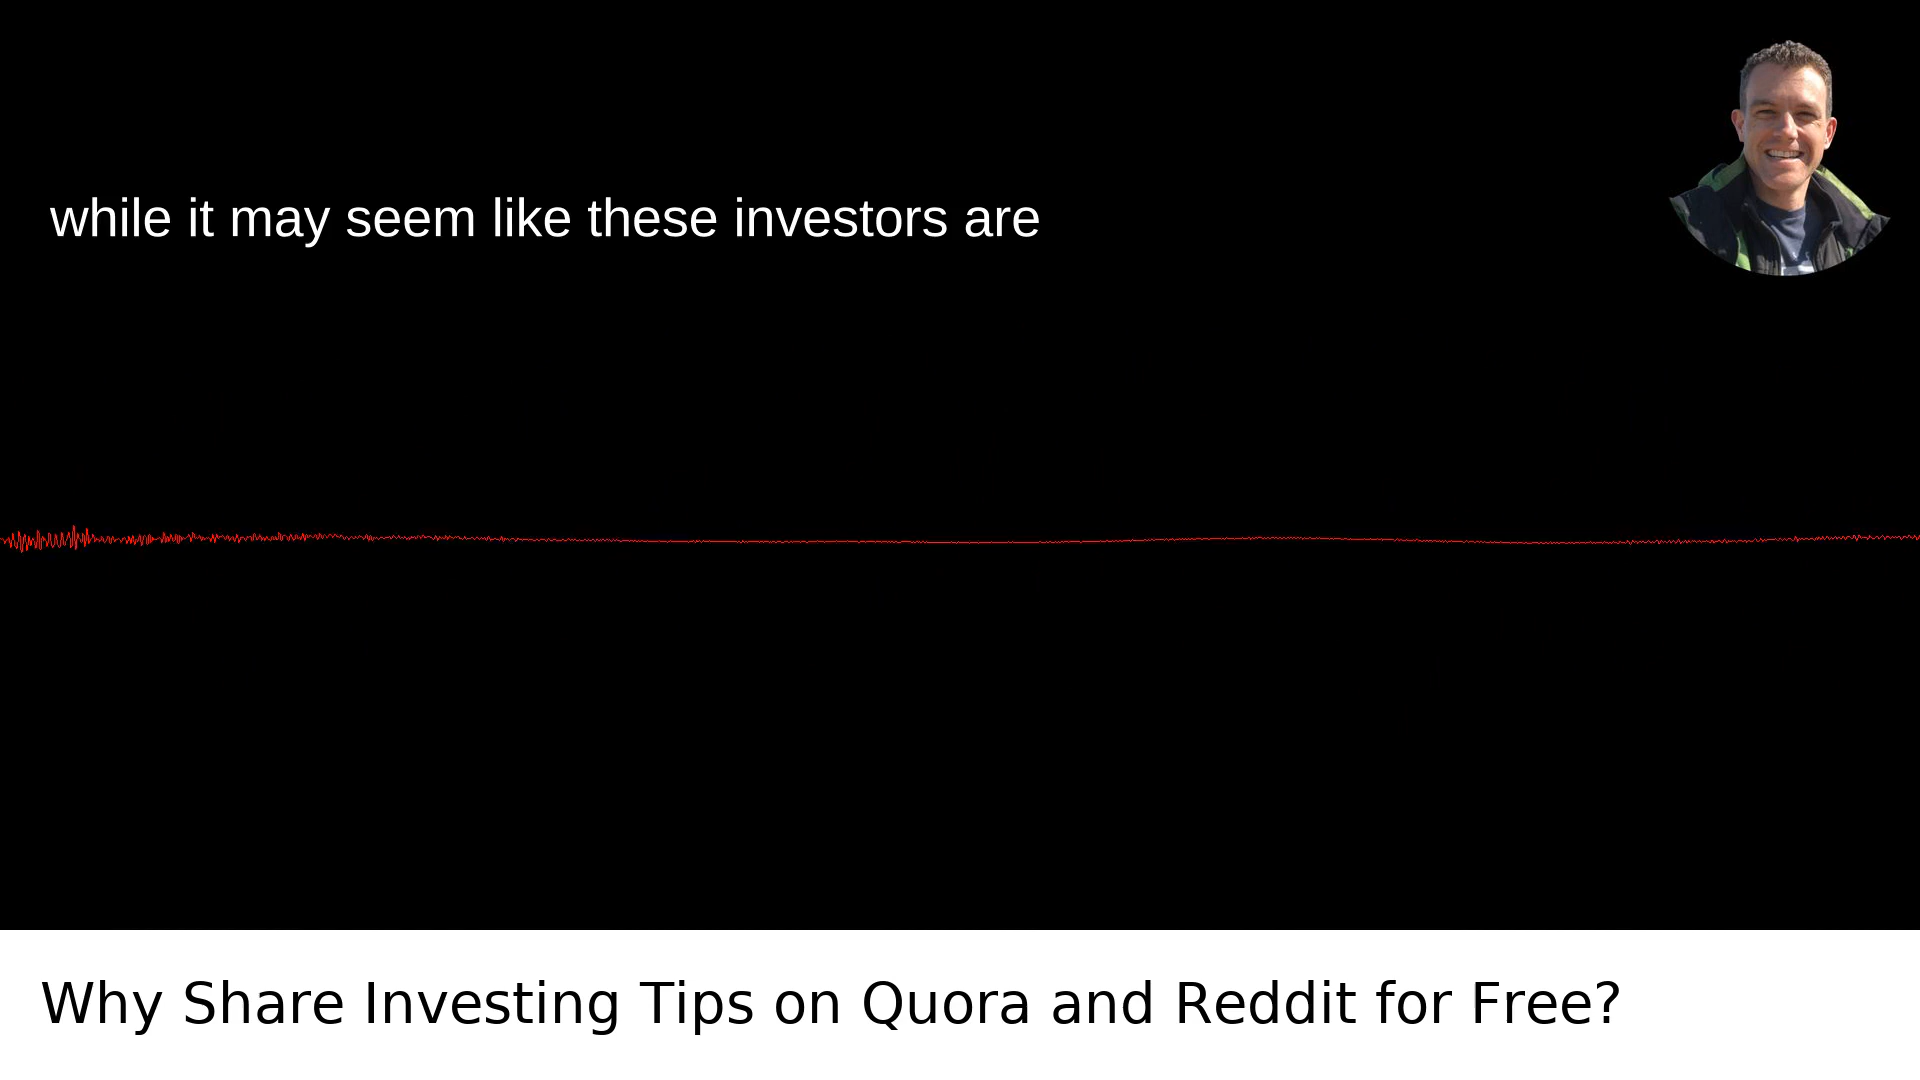 while it may seem like these investors are
Why Share Investing Tips on Quora and Reddit for Free?